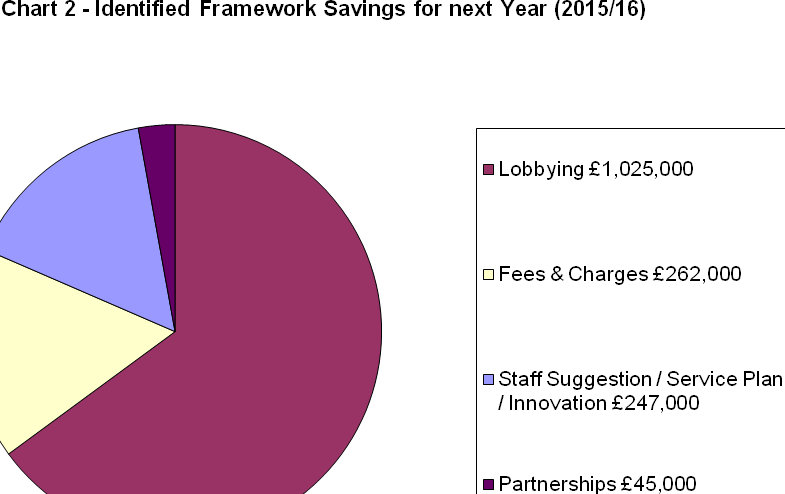 Chart 2 - Identified Framework Savings for next Year (2015/16)
Lobbying £1,025,000
Fees & Charges £262,000
Staff Suggestion / Service Plan
/ Innovation £247,000
Partnerships £45,000